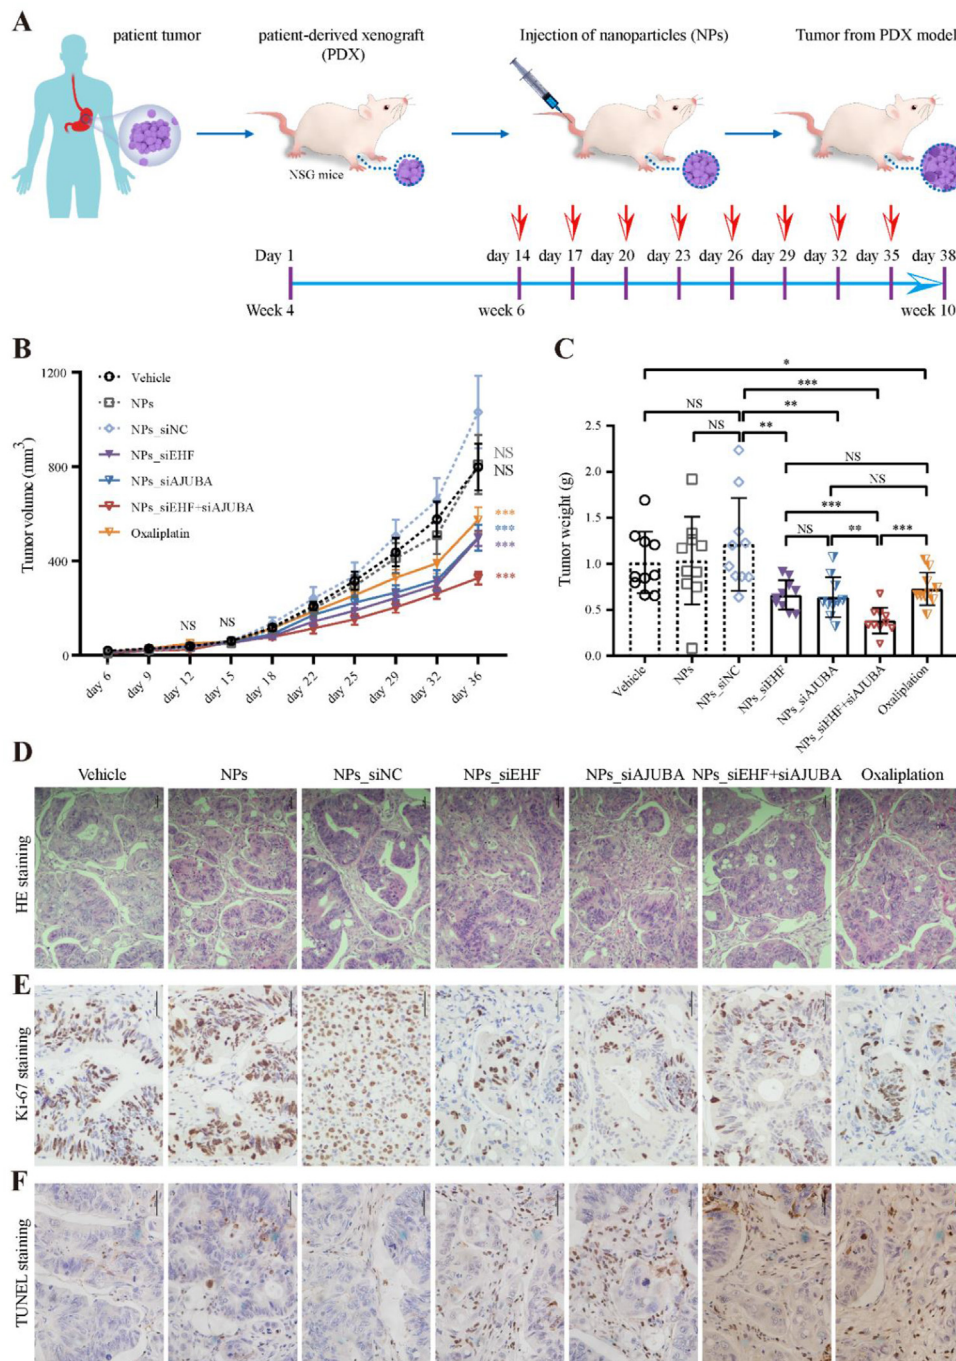 A
patient tumor
patient-derived xenograft
(PDX)
Injection of nanoparticles (NPs)
Tumor from PDX model
NSG mice
Day 1
day 14
day 17
day 20
day 23
day 26
day 29
day 32
day 35
day 38
Week 4
week 6
week 10
B
Tumor volume (mm3)
1200
800
400
0
Vehicle
NPs
NPs_siNC
NPs_siEHF
NPs_siAJUBA
NPs_siEHF+siAJUBA
Oxaliplatin
NS
NS
NS
NS
***
***
***
***
day 6
day 9
day 12
day 15
day 18
day 22
day 25
day 29
day 32
day 36
C
Tumor weight (g)
2.5
2.0
1.5
1.0
0.5
0.0
*
***
NS
**
NS
**
NS
NS
***
NS
**
***
Vehicle
NPs
NPs_siNC
NPs_siEHF
NPs_siAJUBA
NPs_siEHF+siAJUBA
Oxaliplation
D
Vehicle
NPs
NPs_siNC
NPs_siEHF
NPs_siAJUBA
NPs_siEHF+siAJUBA
Oxaliplation
HE staining
E
Ki-67 staining
F
TUNEL staining